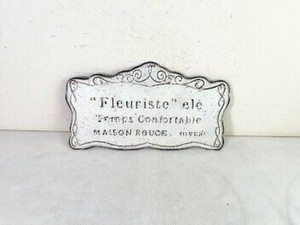 "Fleuriste" elé
Temps Confortable
MAISON ROUGE.